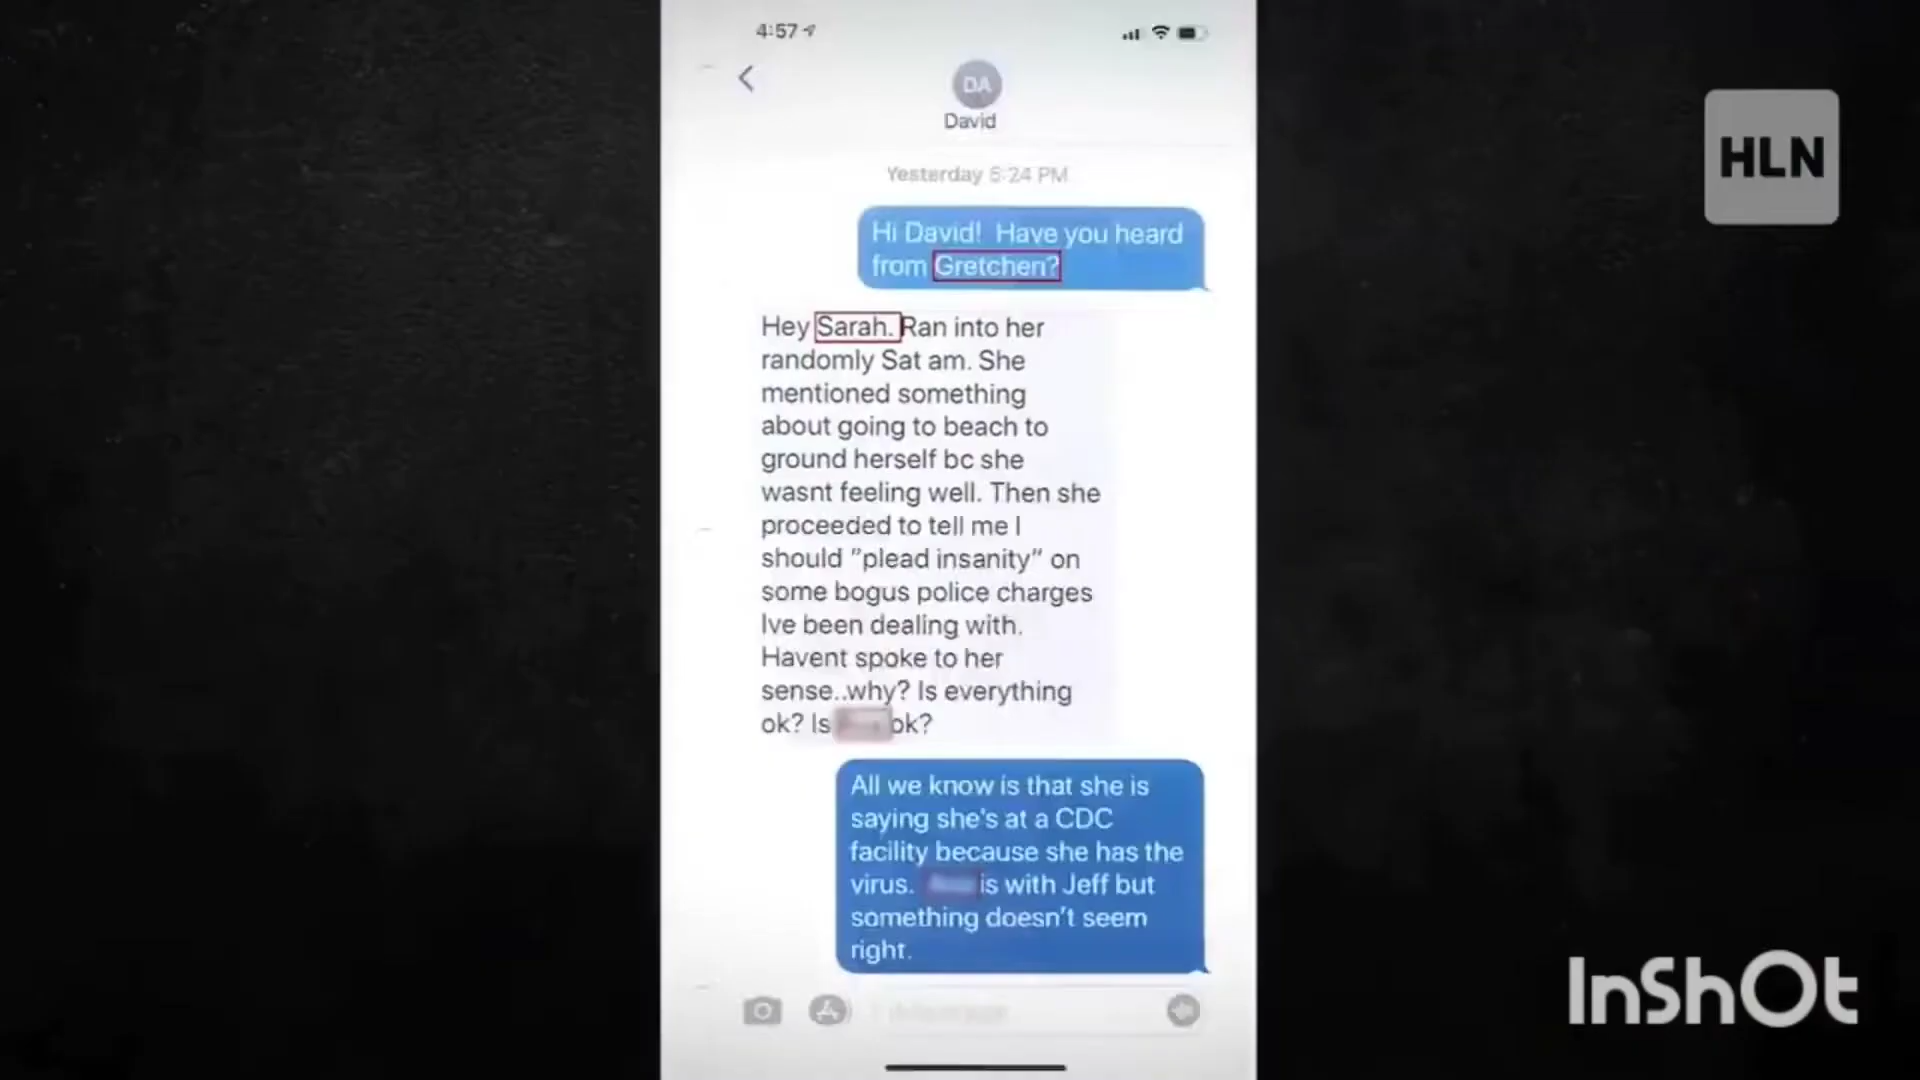 4:57
DA
David
Yesterday 5:24 PM
Hi David! Have you heard
from Gretchen?
Hey Sarah. Ran into her
randomly Sat am. She
mentioned something
about going to beach to
ground herself bc she
wasnt feeling well. Then she
proceeded to tell me I
should "plead insanity" on
some bogus police charges
Ive been dealing with.
Havent spoke to her
sense..why? Is everything
ok? Is ok?
All we know is that she is
saying she's at a CDC
facility because she has the
virus. is with Jeff but
something doesn't seem
right.
HLN
InShOt